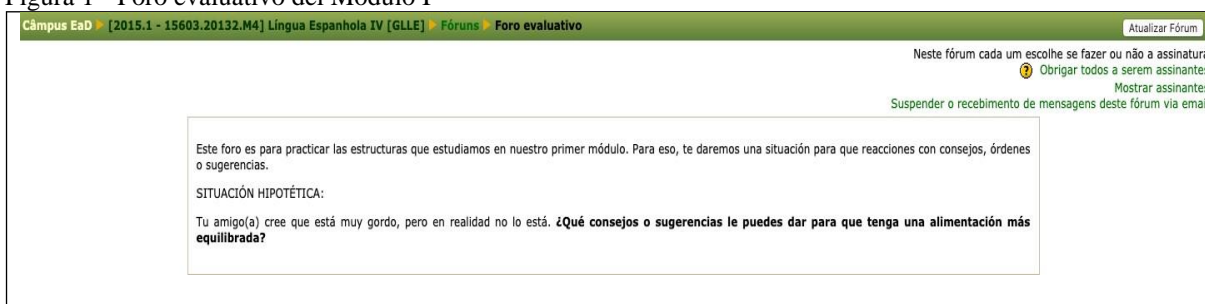 Figura 1 - Foro evaluativo del Módulo I
Câmpus EaD [2015.1 - 15603.20132.M4] Língua Espanhola IV [GLLE] Fóruns Foro evaluativo
Atualizar Fórum
Neste fórum cada um escolhe se fazer ou não a assinatura
Obrigar todos a serem assinantes
Mostrar assinantes
Suspender o recebimento de mensagens deste fórum via email
Este foro es para practicar las estructuras que estudiamos en nuestro primer módulo. Para eso, te daremos una situación para que reacciones con consejos, órdenes
o sugerencias.
SITUACIÓN HIPOTÉTICA:
Tu amigo(a) cree que está muy gordo, pero en realidad no lo está. ¿Qué consejos o sugerencias le puedes dar para que tenga una alimentación más
equilibrada?